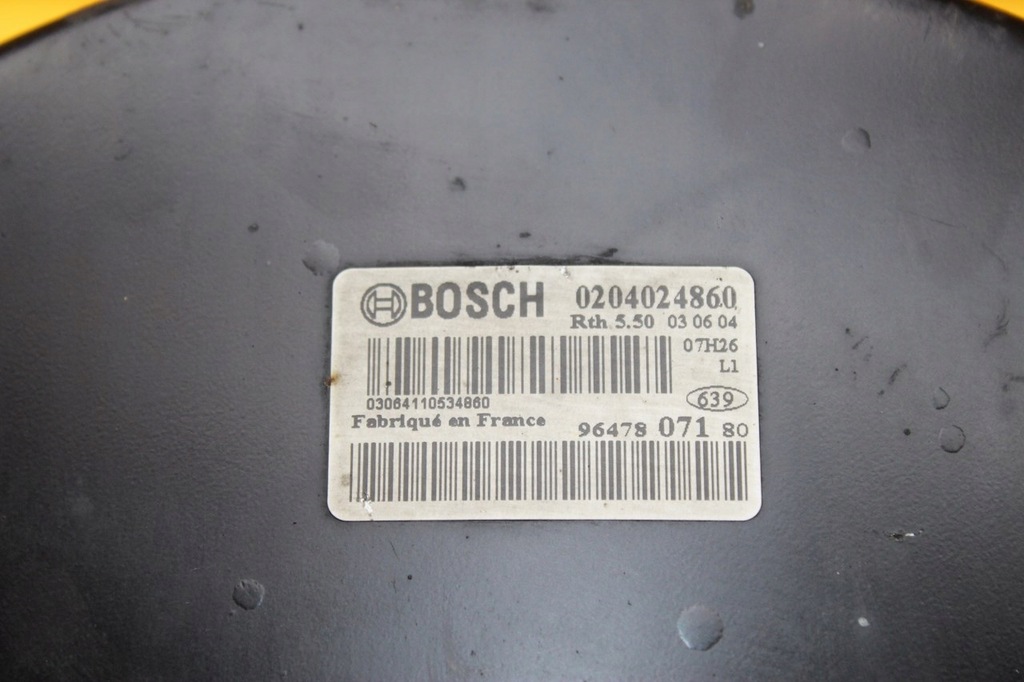 BOSCH 0204024860
Rth 5.50 03 06 04
07H26
L1
03064110534860
639
Fabriqué en France
96478 071 80